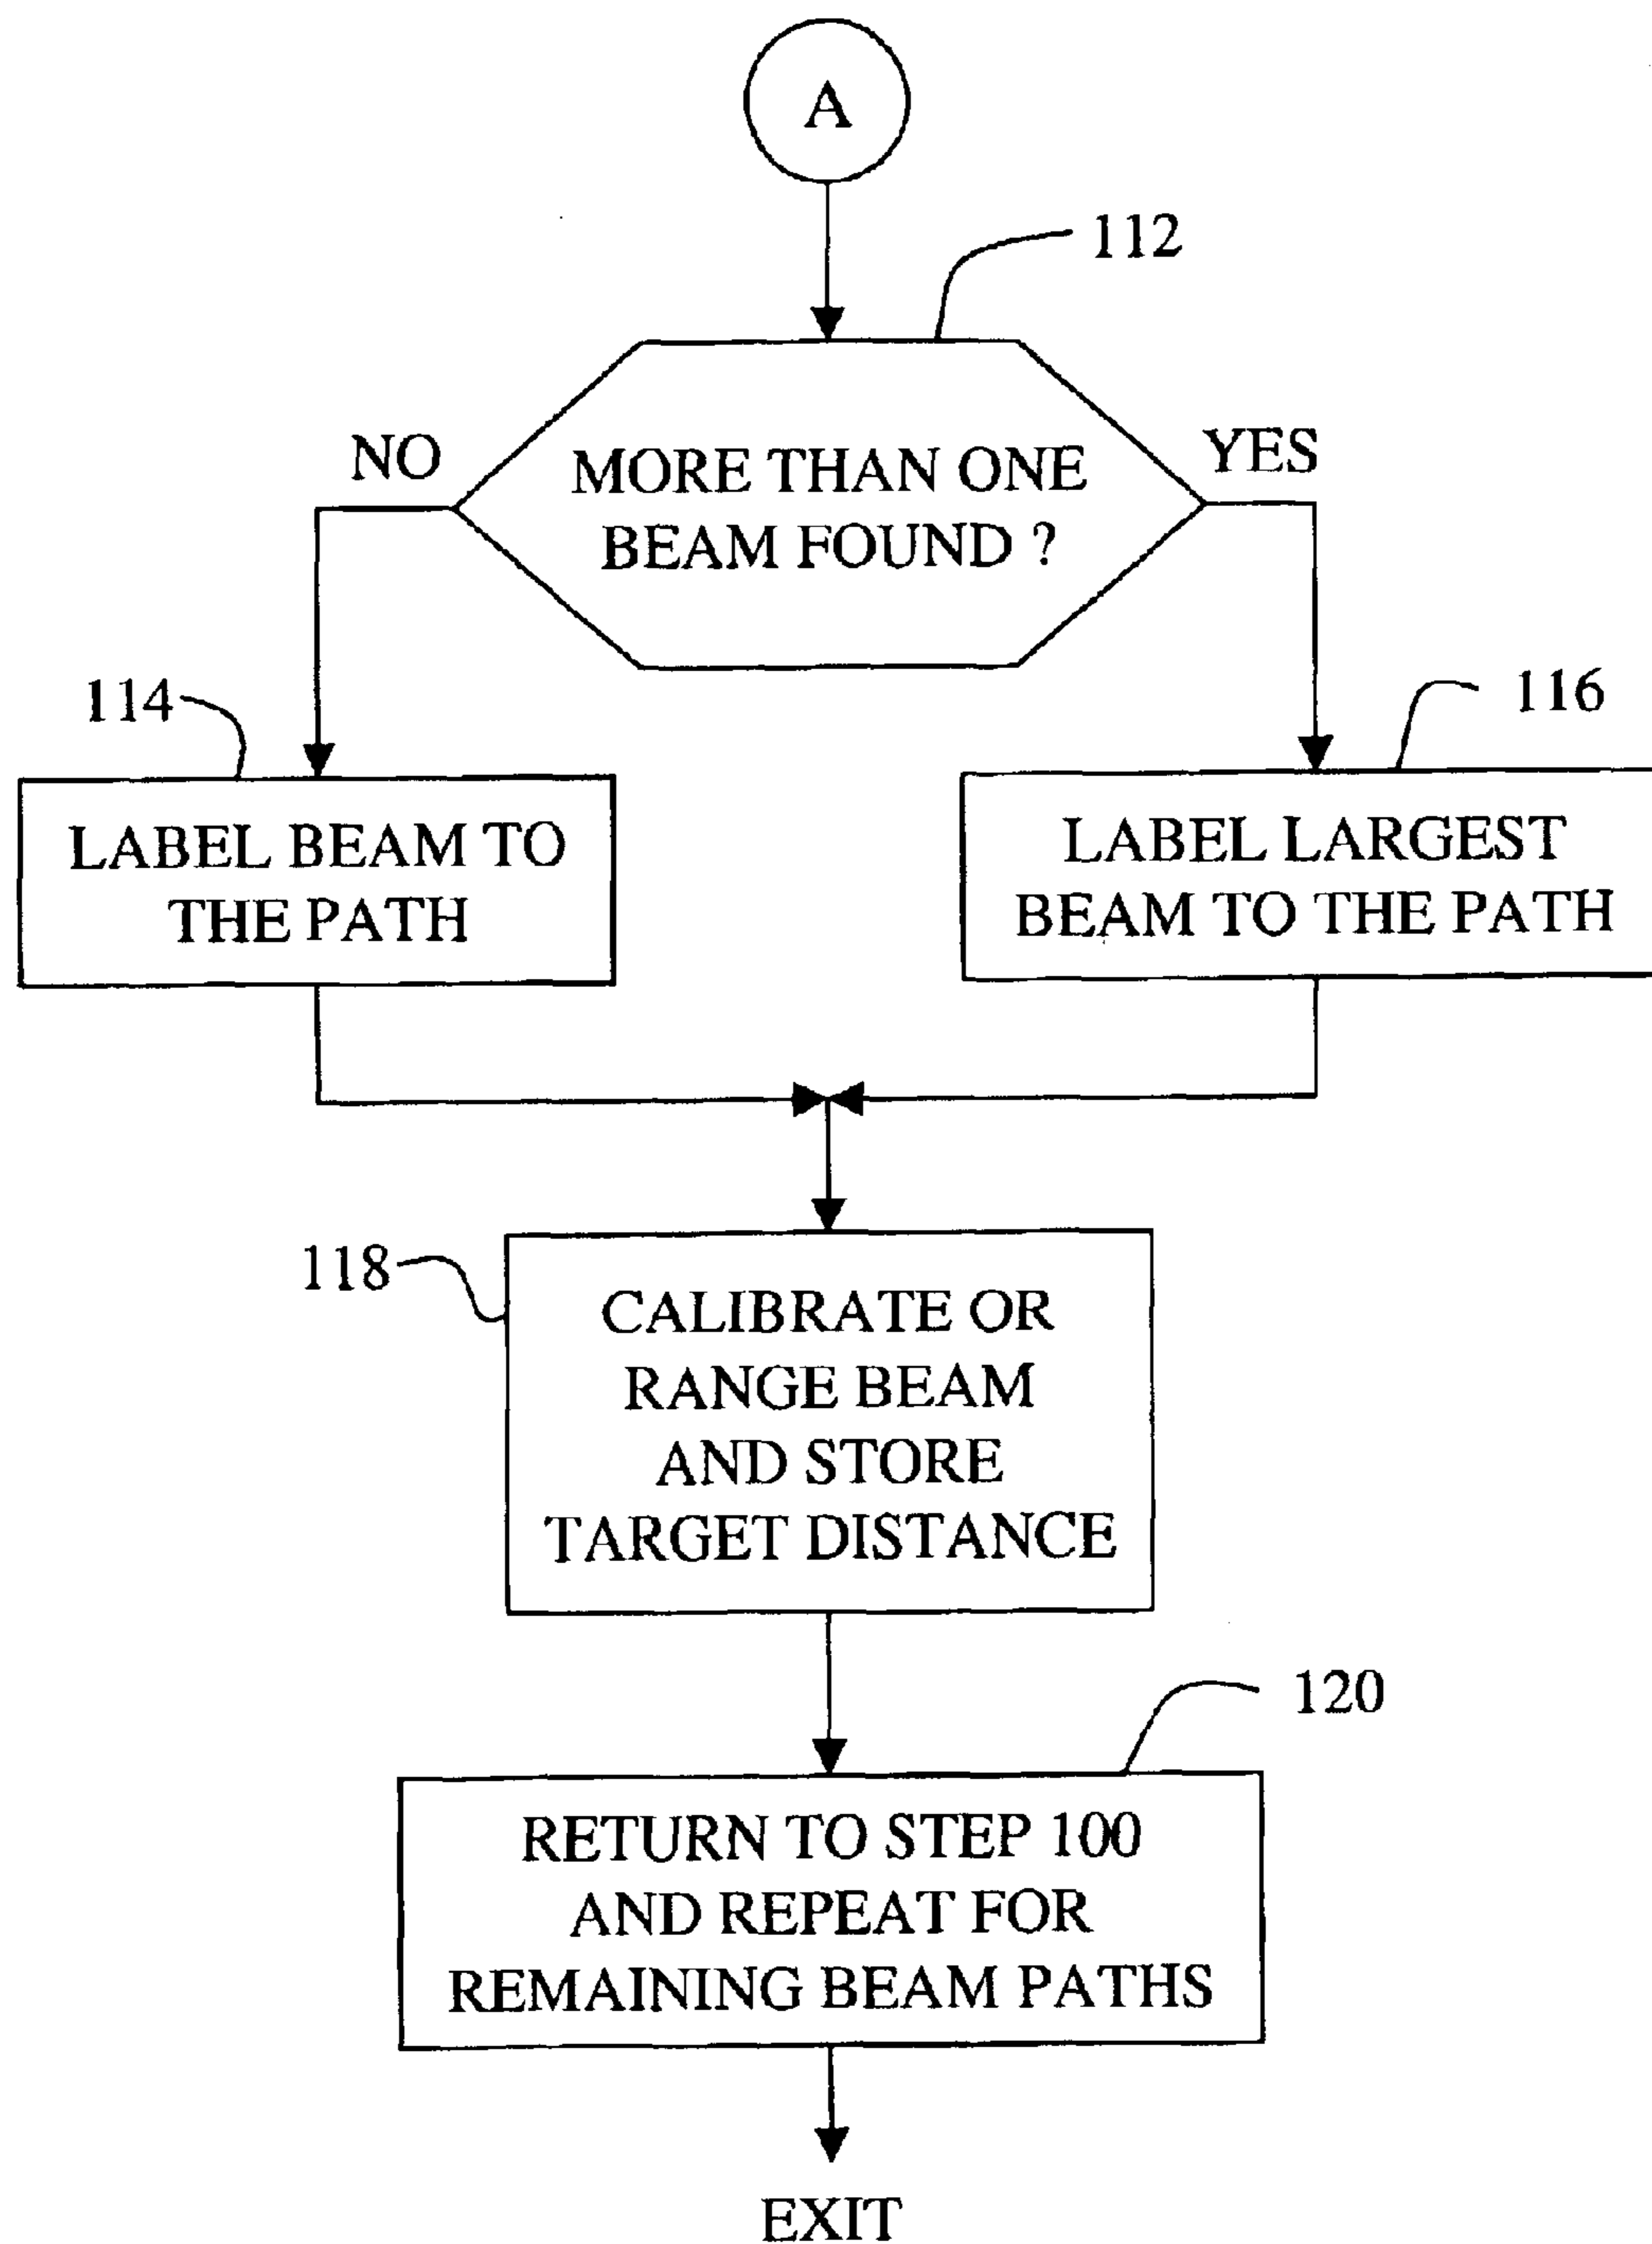 A
112
NO
YES
MORE THAN ONE
BEAM FOUND ?
114
116
LABEL BEAM TO
THE PATH
LABEL LARGEST
BEAM TO THE PATH
118
CALIBRATE OR
RANGE BEAM
AND STORE
TARGET DISTANCE
120
RETURN TO STEP 100
AND REPEAT FOR
REMAINING BEAM PATHS
EXIT